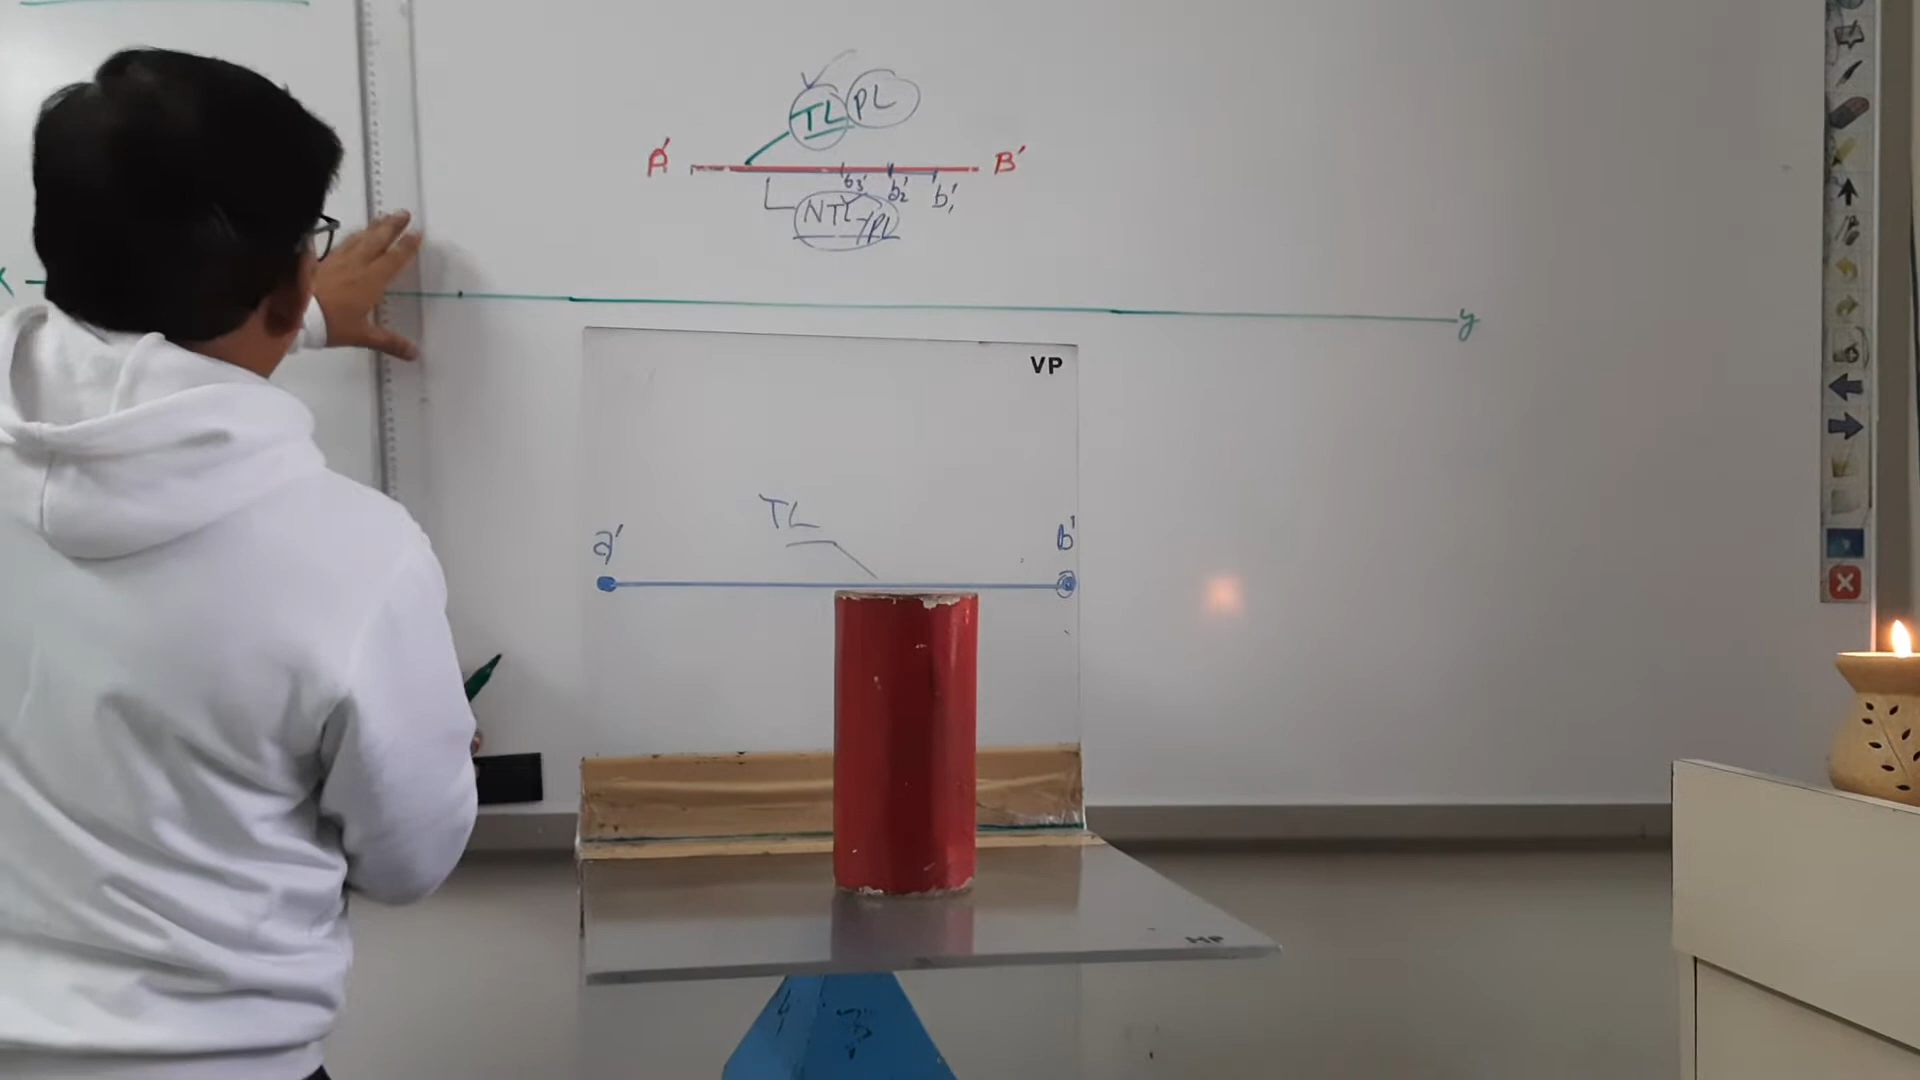 TL PL
A' B'
b3' b2' b1'
NTL/PL
X y
VP
TL
a' b'
HP